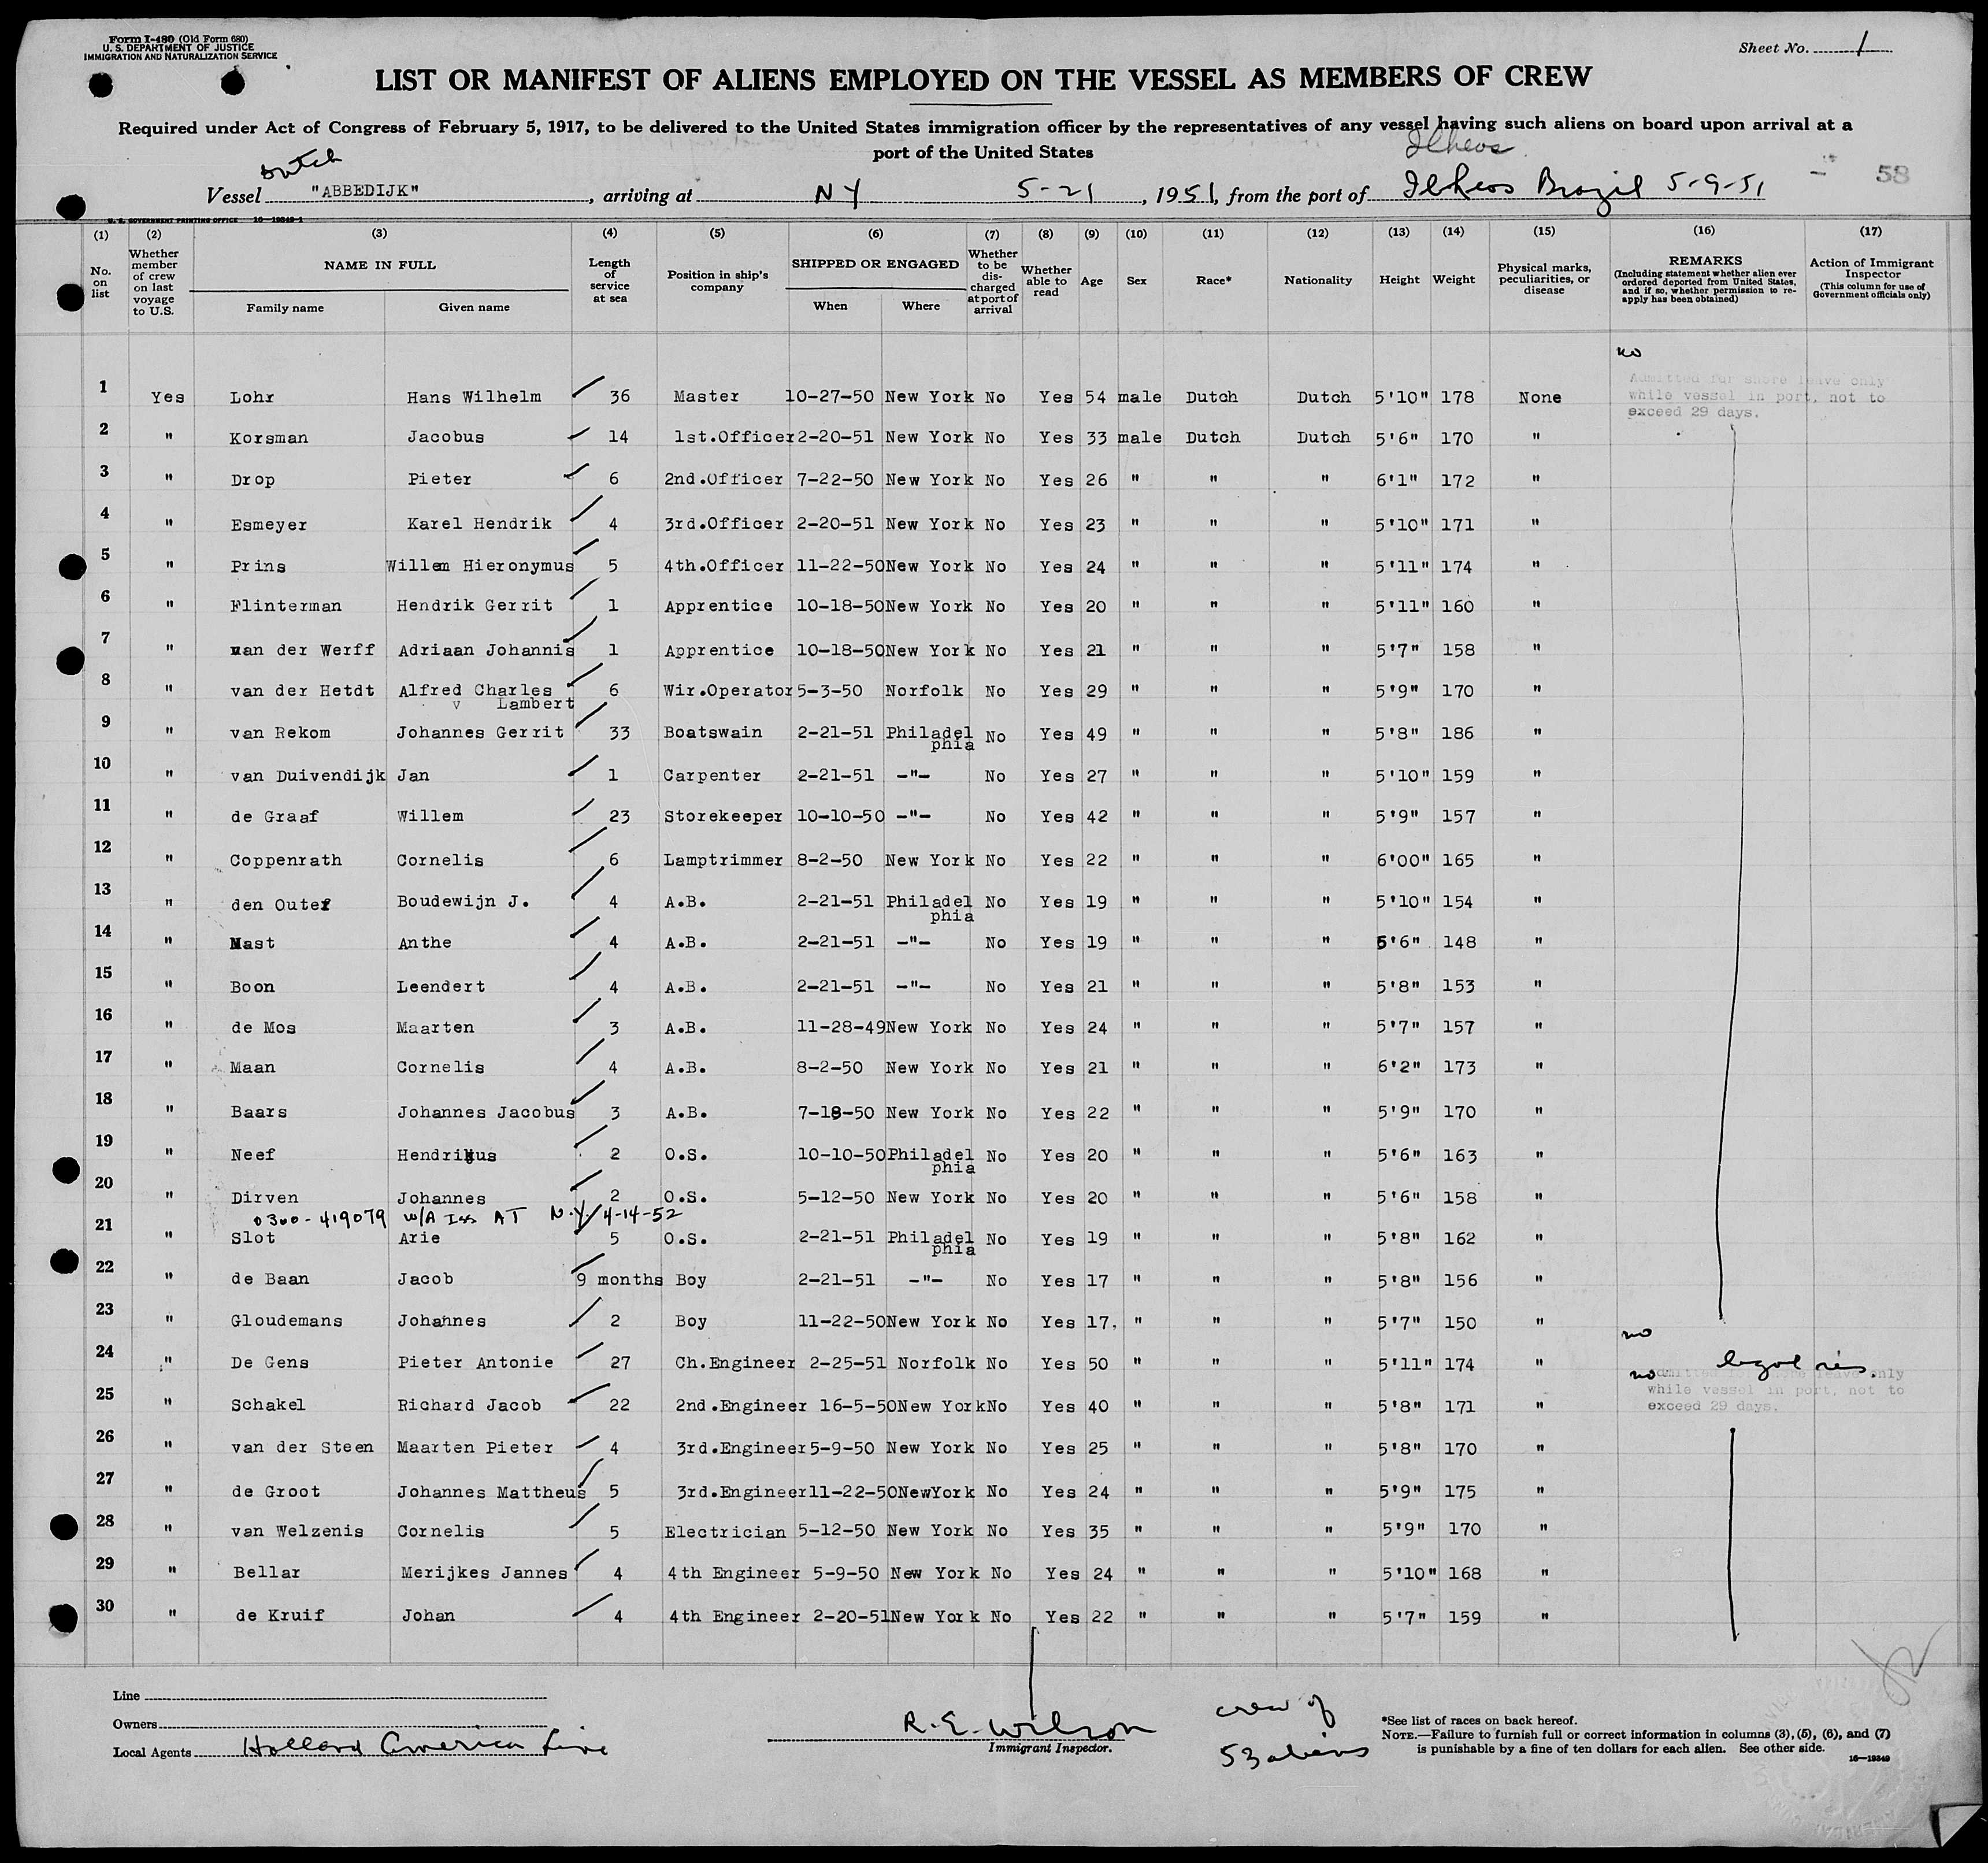 Form I-480 (Old Form 680)
U. S. DEPARTMENT OF JUSTICE
IMMIGRATION AND NATURALIZATION SERVICE
Sheet No. 1
LIST OR MANIFEST OF ALIENS EMPLOYED ON THE VESSEL AS MEMBERS OF CREW
Required under Act of Congress of February 5, 1917, to be delivered to the United States immigration officer by the representatives of any vessel having such aliens on board upon arrival at a
port of the United States
Dutch
Ilheos
Vessel "ABBEDIJK", arriving at NY 5-21, 1951, from the port of Ilheos Brazil 5-9-51 - 58
U. S. GOVERNMENT PRINTING OFFICE 16-19349-1
(1) (2) (3) (4) (5) (6) (7) (8) (9) (10) (11) (12) (13) (14) (15) (16) (17)
No. on list
Whether member of crew on last voyage to U.S.
NAME IN FULL
Family name
Given name
Length of service at sea
Position in ship's company
SHIPPED OR ENGAGED
When
Where
Whether to be discharged at port of arrival
Whether able to read
Age
Sex
Race*
Nationality
Height
Weight
Physical marks, peculiarities, or disease
REMARKS
(Including statement whether alien ever ordered deported from United States, and if so, whether permission to reapply has been obtained)
Action of Immigrant Inspector
(This column for use of Government officials only)
no
Admitted for shore leave only
while vessel in port, not to
exceed 29 days.
1 Yes Lohr Hans Wilhelm 36 Master 10-27-50 New York No Yes 54 male Dutch Dutch 5'10" 178 None
2 " Korsman Jacobus 14 1st.Officer 2-20-51 New York No Yes 33 male Dutch Dutch 5'6" 170 "
3 " Drop Pieter 6 2nd.Officer 7-22-50 New York No Yes 26 " " " 6'1" 172 "
4 " Esmeyer Karel Hendrik 4 3rd.Officer 2-20-51 New York No Yes 23 " " " 5'10" 171 "
5 " Prins Willem Hieronymus 5 4th.Officer 11-22-50 New York No Yes 24 " " " 5'11" 174 "
6 " Flinterman Hendrik Gerrit 1 Apprentice 10-18-50 New York No Yes 20 " " " 5'11" 160 "
7 " van der Werff Adriaan Johannis 1 Apprentice 10-18-50 New York No Yes 21 " " " 5'7" 158 "
8 " van der Hetdt Alfred Charles v Lambert 6 Wir.Operator 5-3-50 Norfolk No Yes 29 " " " 5'9" 170 "
9 " van Rekom Johannes Gerrit 33 Boatswain 2-21-51 Philadelphia No Yes 49 " " " 5'8" 186 "
10 " van Duivendijk Jan 1 Carpenter 2-21-51 -"- No Yes 27 " " " 5'10" 159 "
11 " de Graaf Willem 23 Storekeeper 10-10-50 -"- No Yes 42 " " " 5'9" 157 "
12 " Coppenrath Cornelis 6 Lamptrimmer 8-2-50 New York No Yes 22 " " " 6'00" 165 "
13 " den Outer Boudewijn J. 4 A.B. 2-21-51 Philadelphia No Yes 19 " " " 5'10" 154 "
14 " Mast Anthe 4 A.B. 2-21-51 -"- No Yes 19 " " " 5'6" 148 "
15 " Boon Leendert 4 A.B. 2-21-51 -"- No Yes 21 " " " 5'8" 153 "
16 " de Mos Maarten 3 A.B. 11-28-49 New York No Yes 24 " " " 5'7" 157 "
17 " Maan Cornelis 4 A.B. 8-2-50 New York No Yes 21 " " " 6'2" 173 "
18 " Baars Johannes Jacobus 3 A.B. 7-18-50 New York No Yes 22 " " " 5'9" 170 "
19 " Neef Hendrikus 2 O.S. 10-10-50 Philadelphia No Yes 20 " " " 5'6" 163 "
20 " Dirven Johannes 2 O.S. 5-12-50 New York No Yes 20 " " " 5'6" 158 "
0300-419079 W/A Iss AT N.Y. 4-14-52
21 " Slot Arie 5 O.S. 2-21-51 Philadelphia No Yes 19 " " " 5'8" 162 "
22 " de Baan Jacob 9 months Boy 2-21-51 -"- No Yes 17 " " " 5'8" 156 "
23 " Gloudemans Johannes 2 Boy 11-22-50 New York No Yes 17. " " " 5'7" 150 "
no
24 " De Gens Pieter Antonie 27 Ch.Engineer 2-25-51 Norfolk No Yes 50 " " " 5'11" 174 " legal res.
no Admitted for shore leave only
while vessel in port, not to
exceed 29 days.
25 " Schakel Richard Jacob 22 2nd.Engineer 16-5-50 New York No Yes 40 " " " 5'8" 171 "
26 " van der Steen Maarten Pieter 4 3rd.Engineer 5-9-50 New York No Yes 25 " " " 5'8" 170 "
27 " de Groot Johannes Mattheus 5 3rd.Engineer 11-22-50 NewYork No Yes 24 " " " 5'9" 175 "
28 " van Welzenis Cornelis 5 Electrician 5-12-50 New York No Yes 35 " " " 5'9" 170 "
29 " Bellar Merijkes Jannes 4 4th Engineer 5-9-50 New York No Yes 24 " " " 5'10" 168 "
30 " de Kruif Johan 4 4th Engineer 2-20-51 New York No Yes 22 " " " 5'7" 159 "
Line
Owners
Local Agents Holland America Line
R. E. Wilson
Immigrant Inspector.
crew of
53 aliens
*See list of races on back hereof.
NOTE.—Failure to furnish full or correct information in columns (3), (5), (6), and (7)
is punishable by a fine of ten dollars for each alien. See other side.
16-19349